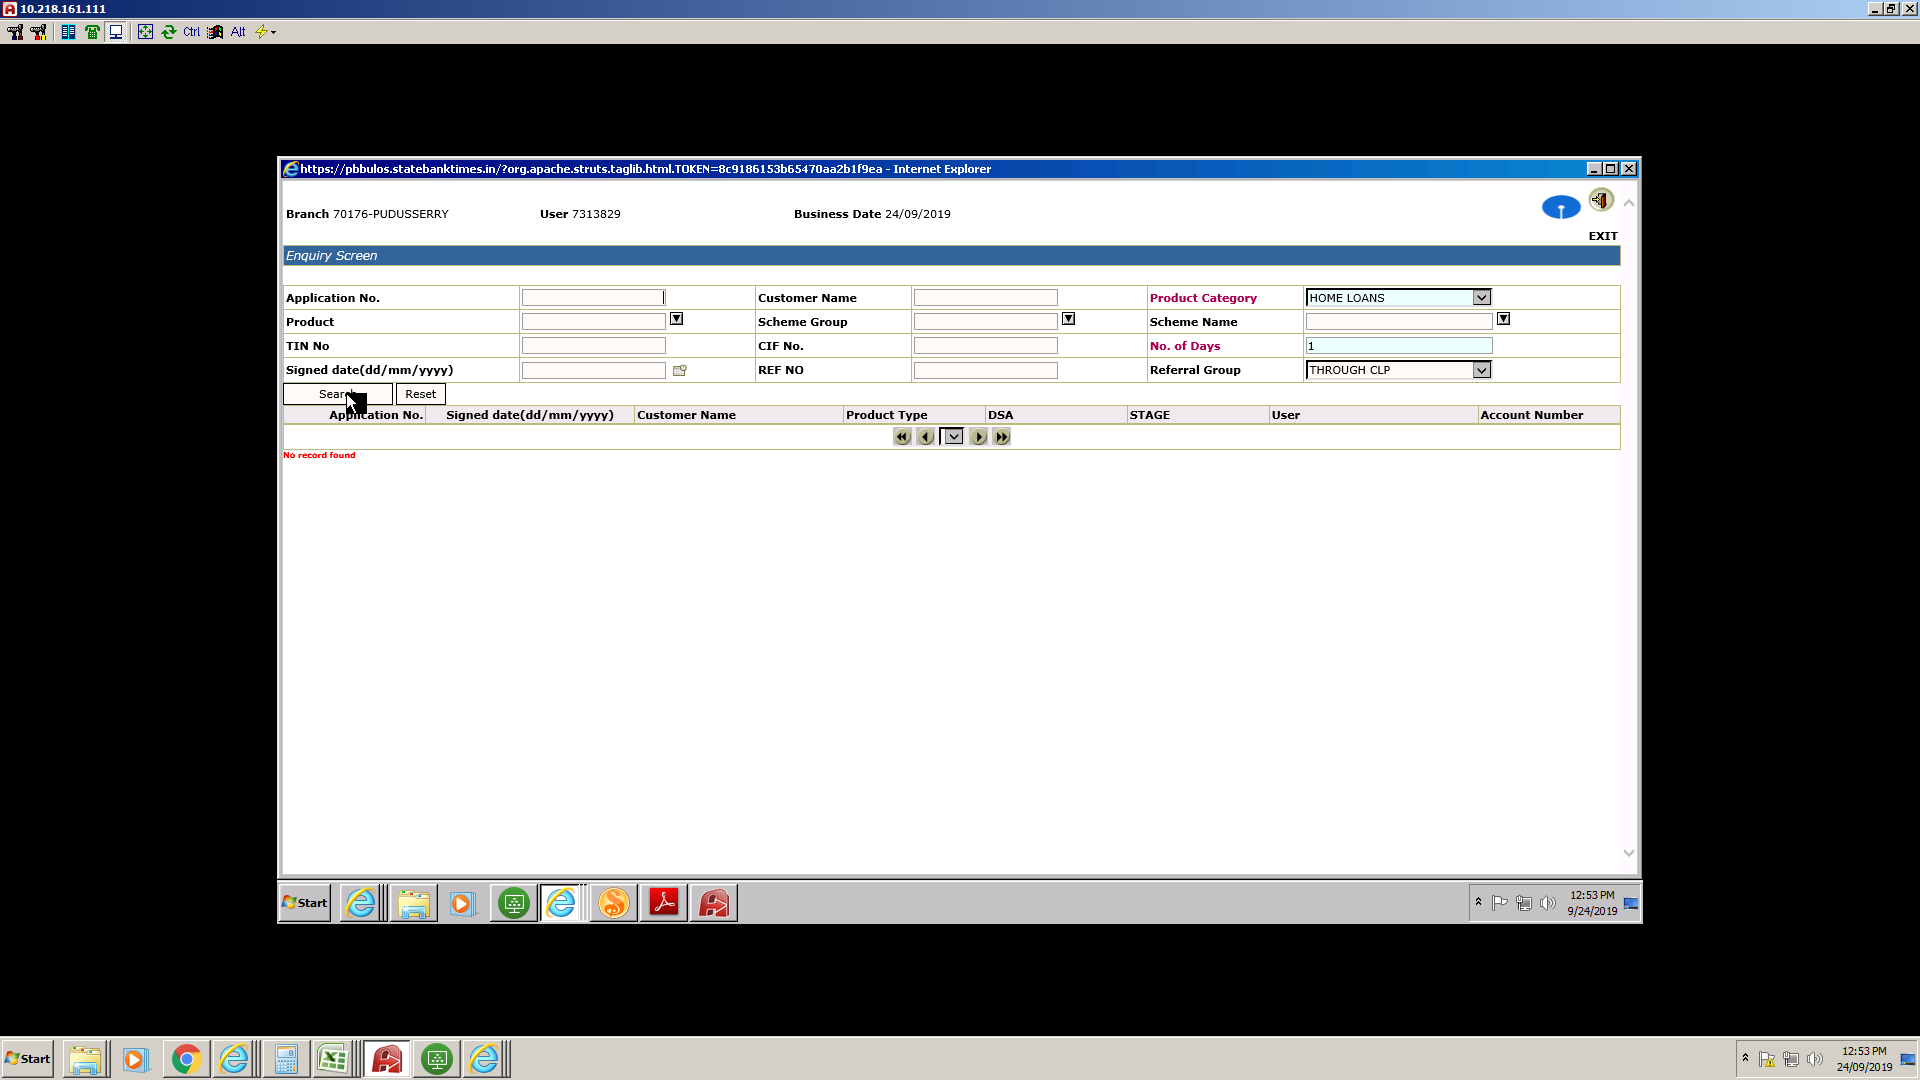 10.218.161.111
Ctrl Alt
https://pbbulos.statebanktimes.in/?org.apache.struts.taglib.html.TOKEN=8c9186153b65470aa2b1f9ea - Internet Explorer
Branch 70176-PUDUSSERRY User 7313829 Business Date 24/09/2019
EXIT
Enquiry Screen
Application No. Customer Name Product Category HOME LOANS
Product Scheme Group Scheme Name
TIN No CIF No. No. of Days 1
Signed date(dd/mm/yyyy) REF NO Referral Group THROUGH CLP
Search Reset
Application No. Signed date(dd/mm/yyyy) Customer Name Product Type DSA STAGE User Account Number
No record found
Start 12:53 PM
9/24/2019
Start 12:53 PM
24/09/2019